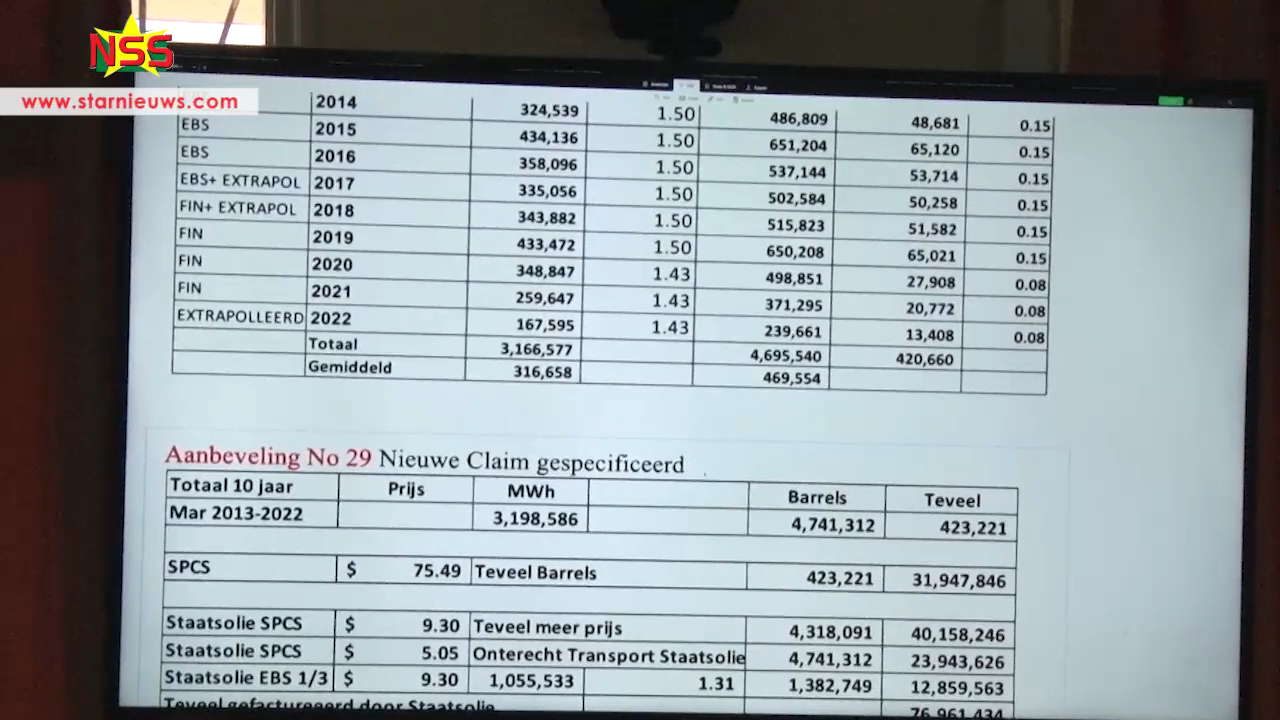 NSS
www.starnieuws.com
2014 324,539 1.50 486,809 48,681 0.15
EBS 2015 434,136 1.50 651,204 65,120 0.15
EBS 2016 358,096 1.50 537,144 53,714 0.15
EBS+ EXTRAPOL 2017 335,056 1.50 502,584 50,258 0.15
FIN+ EXTRAPOL 2018 343,882 1.50 515,823 51,582 0.15
FIN 2019 433,472 1.50 650,208 65,021 0.15
FIN 2020 348,847 1.43 498,851 27,908 0.08
FIN 2021 259,647 1.43 371,295 20,772 0.08
EXTRAPOLLEERD 2022 167,595 1.43 239,661 13,408 0.08
Totaal 3,166,577 4,695,540 420,660
Gemiddeld 316,658 469,554
Aanbeveling No 29 Nieuwe Claim gespecificeerd
Totaal 10 jaar Prijs MWh Barrels Teveel
Mar 2013-2022 3,198,586 4,741,312 423,221
SPCS $ 75.49 Teveel Barrels 423,221 31,947,846
Staatsolie SPCS $ 9.30 Teveel meer prijs 4,318,091 40,158,246
Staatsolie SPCS $ 5.05 Onterecht Transport Staatsolie 4,741,312 23,943,626
Staatsolie EBS 1/3 $ 9.30 1,055,533 1.31 1,382,749 12,859,563
Teveel gefactureerd door Staatsolie 76,961,434